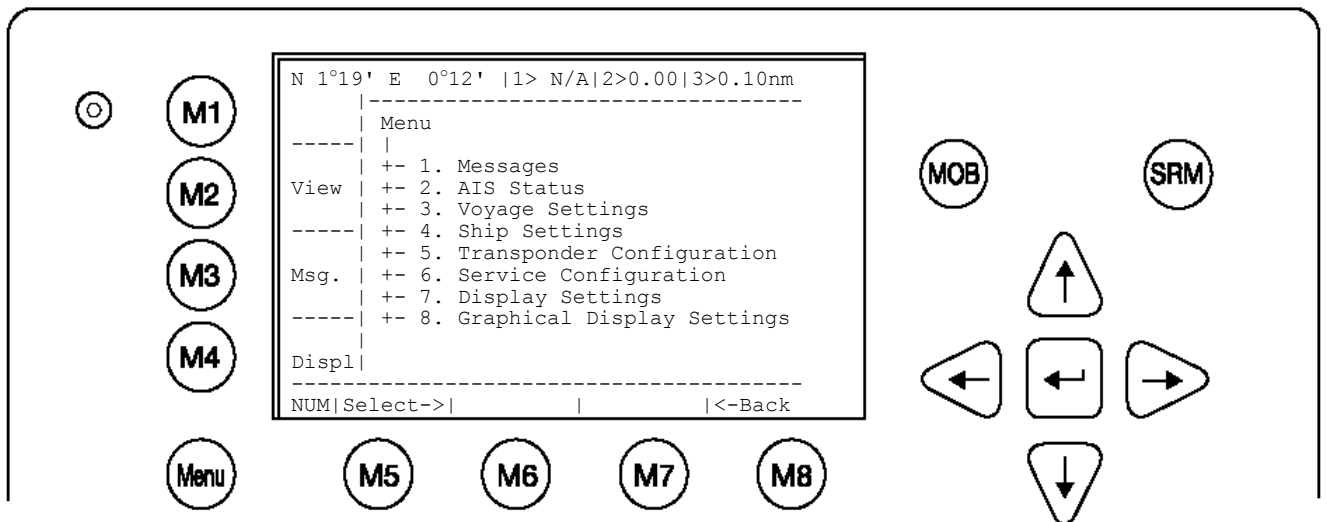 N 1°19' E  0°12' |1> N/A|2>0.00|3>0.10nm
|----------------------------------
M1
| Menu
-----| |
| +- 1. Messages
MOB
SRM
M2
View | +- 2. AIS Status
| +- 3. Voyage Settings
-----| +- 4. Ship Settings
| +- 5. Transponder Configuration
M3
Msg. | +- 6. Service Configuration
| +- 7. Display Settings
-----| +- 8. Graphical Display Settings
|
M4
Displ|
----------------------------------------
NUM|Select->| | |<-Back
Menu
M5
M6
M7
M8